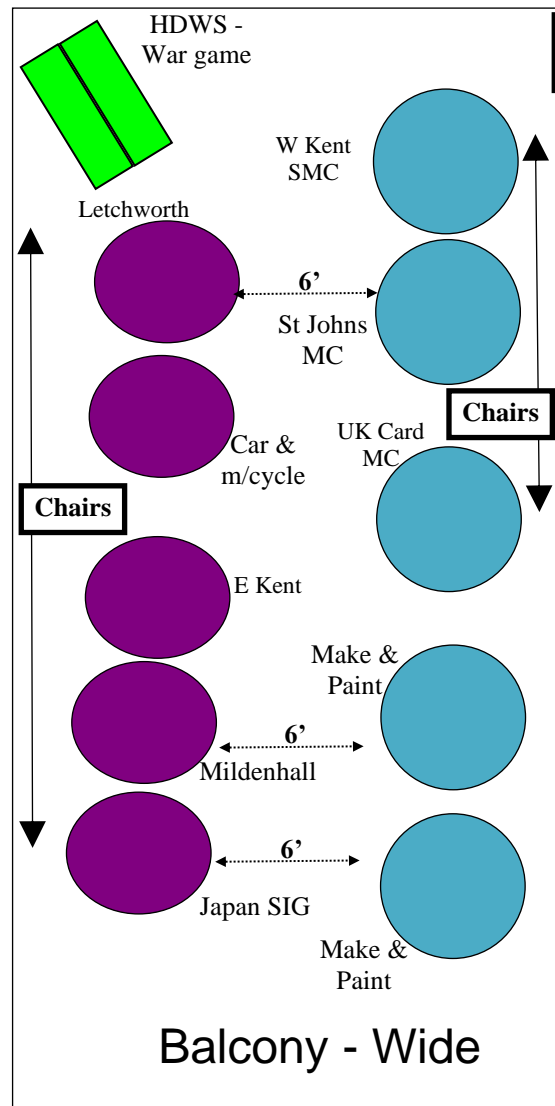 HDWS -
War game
W Kent
SMC
Letchworth
6’
St Johns
MC
Chairs
Car &
m/cycle
UK Card
MC
Chairs
E Kent
Make &
Paint
6’
Mildenhall
6’
Japan SIG
Make &
Paint
Balcony - Wide